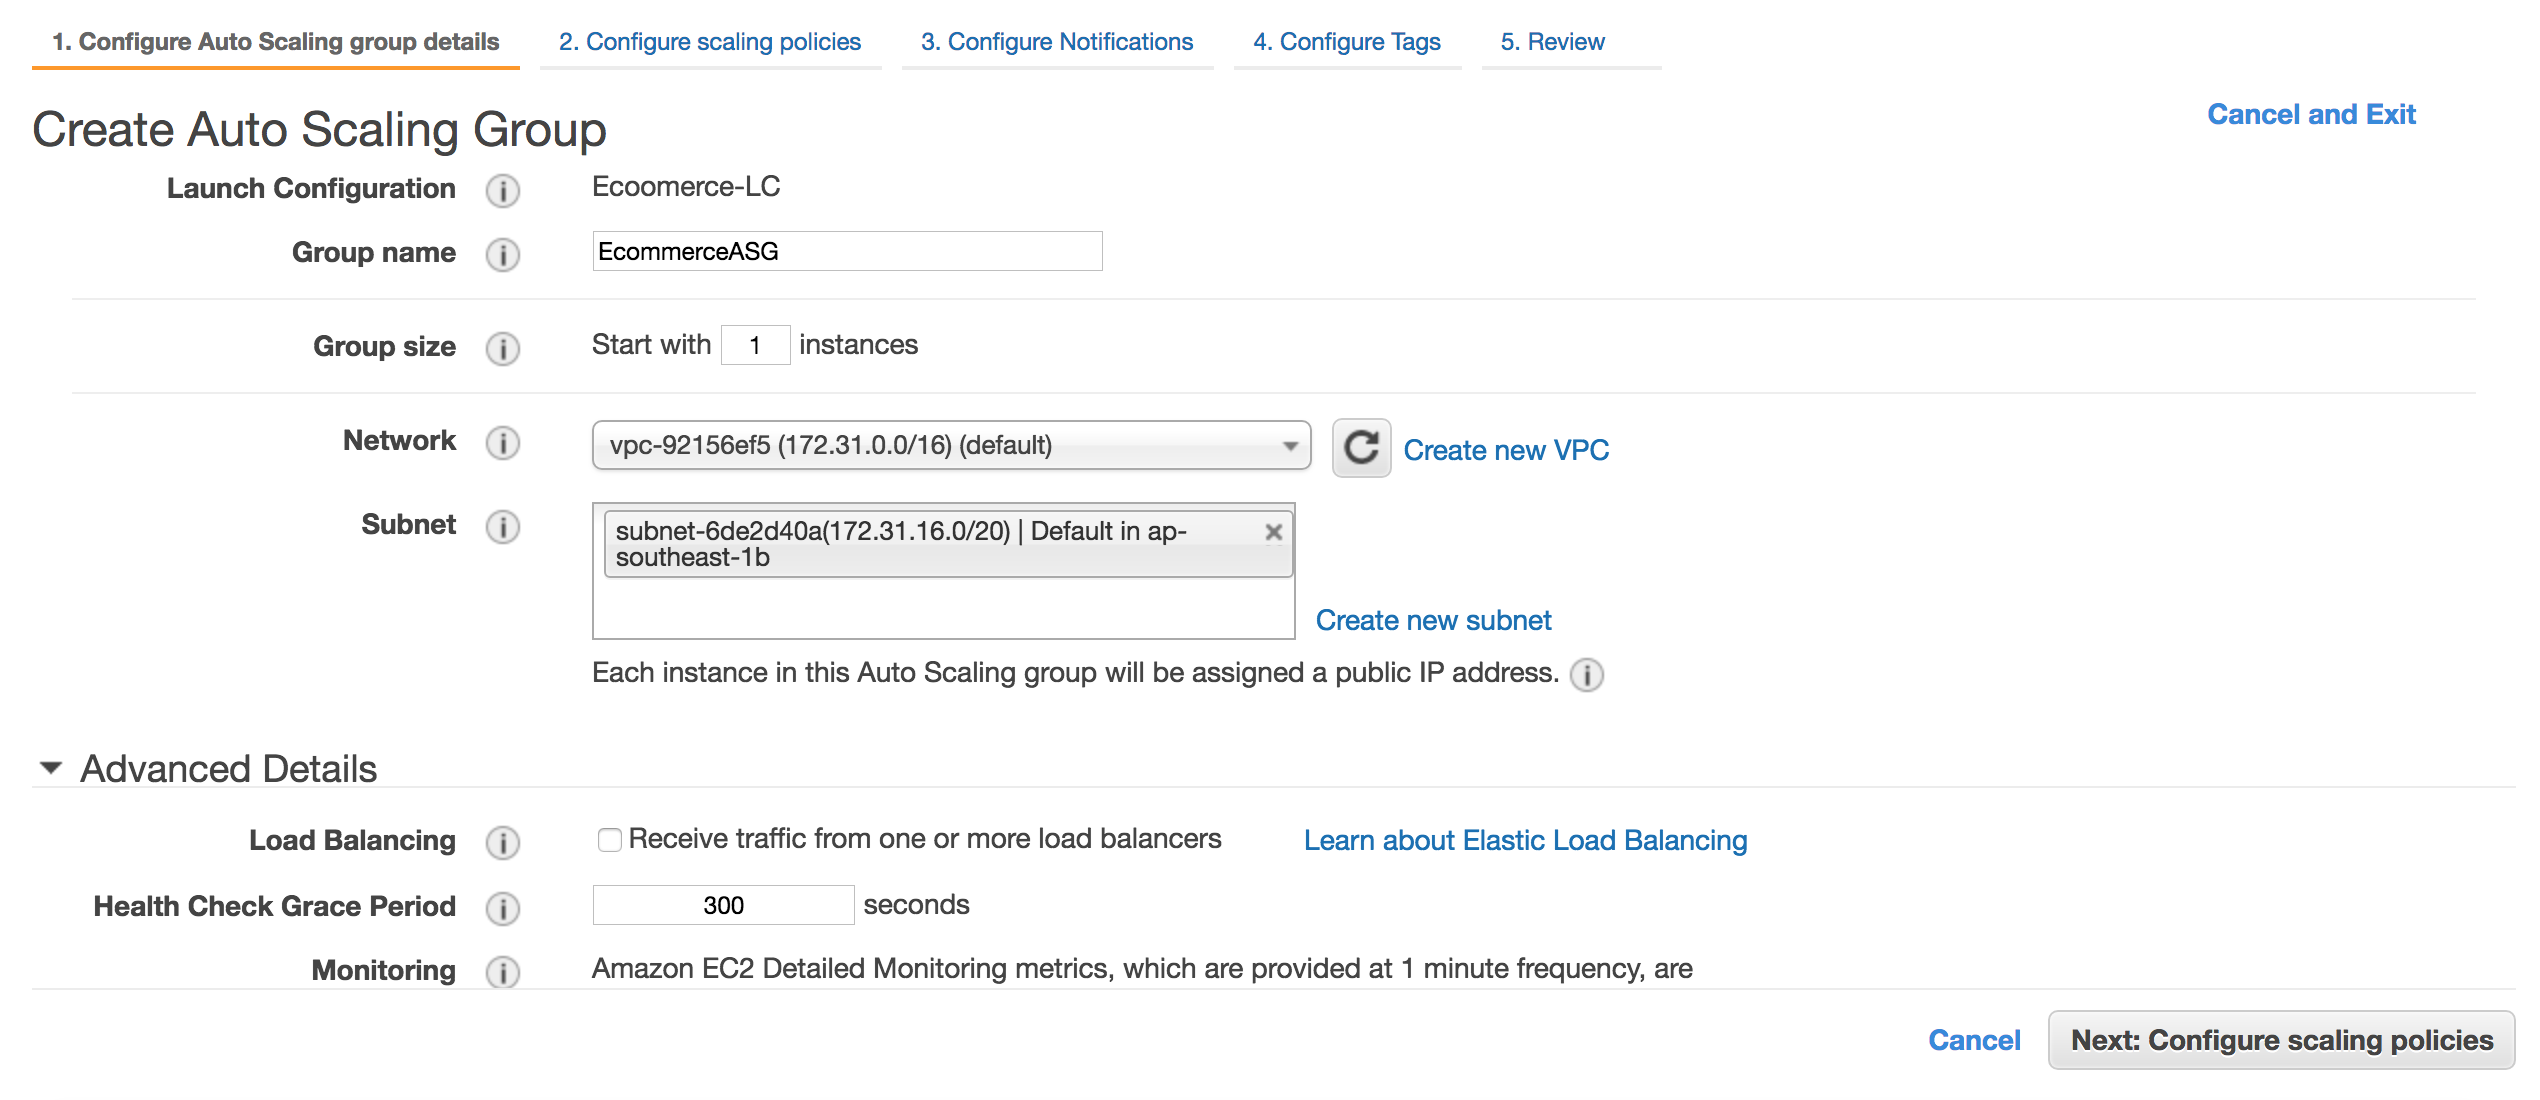 1. Configure Auto Scaling group details
2. Configure scaling policies
3. Configure Notifications
4. Configure Tags
5. Review
Create Auto Scaling Group
Cancel and Exit
Launch Configuration
Ecoomerce-LC
Group name
EcommerceASG
Group size
Start with 1 instances
Network
vpc-92156ef5 (172.31.0.0/16) (default)
Create new VPC
Subnet
subnet-6de2d40a(172.31.16.0/20) | Default in ap-
southeast-1b
Create new subnet
Each instance in this Auto Scaling group will be assigned a public IP address.
Advanced Details
Load Balancing
Receive traffic from one or more load balancers
Learn about Elastic Load Balancing
Health Check Grace Period
300 seconds
Monitoring
Amazon EC2 Detailed Monitoring metrics, which are provided at 1 minute frequency, are
Cancel
Next: Configure scaling policies